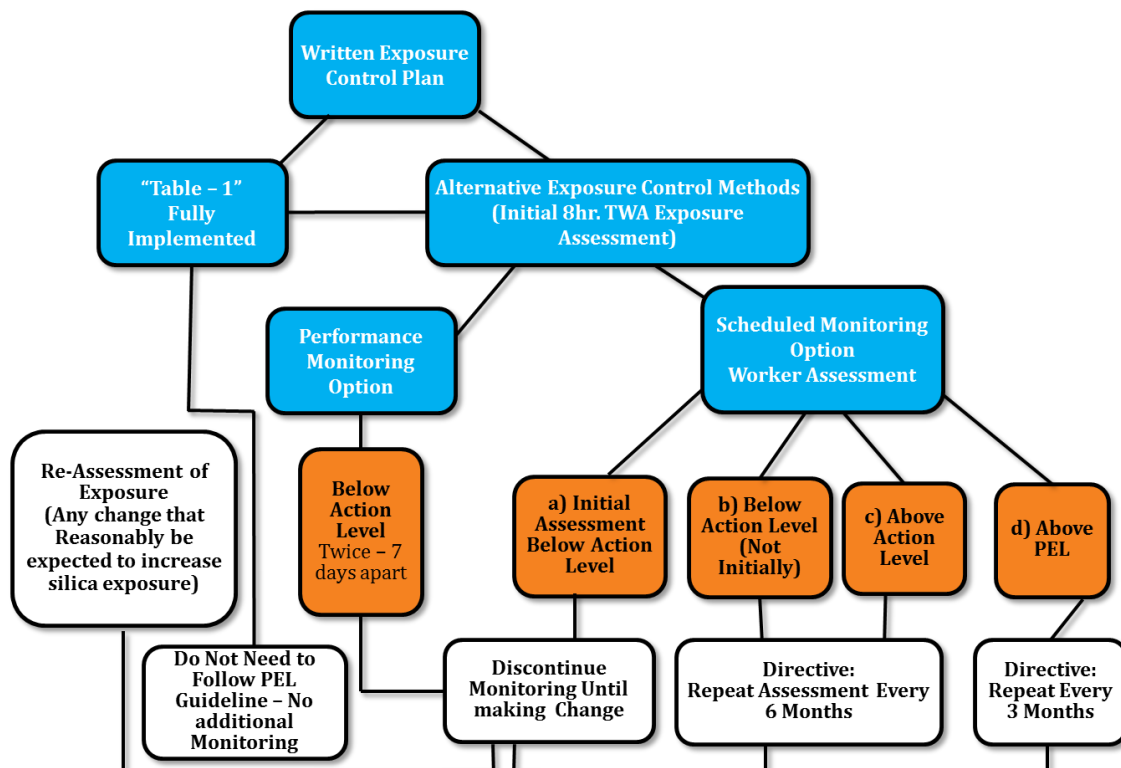 Written Exposure
Control Plan
“Table – 1”
Fully
Implemented
Alternative Exposure Control Methods
(Initial 8hr. TWA Exposure
Assessment)
Performance
Monitoring
Option
Scheduled Monitoring
Option
Worker Assessment
Re-Assessment of
Exposure
(Any change that
Reasonably be
expected to increase
silica exposure)
Below
Action
Level
Twice – 7
days apart
a) Initial
Assessment
Below Action
Level
b) Below
Action Level
(Not
Initially)
c) Above
Action
Level
d) Above
PEL
Do Not Need to
Follow PEL
Guideline – No
additional
Monitoring
Discontinue
Monitoring Until
making Change
Directive:
Repeat Assessment Every
6 Months
Directive:
Repeat Every
3 Months